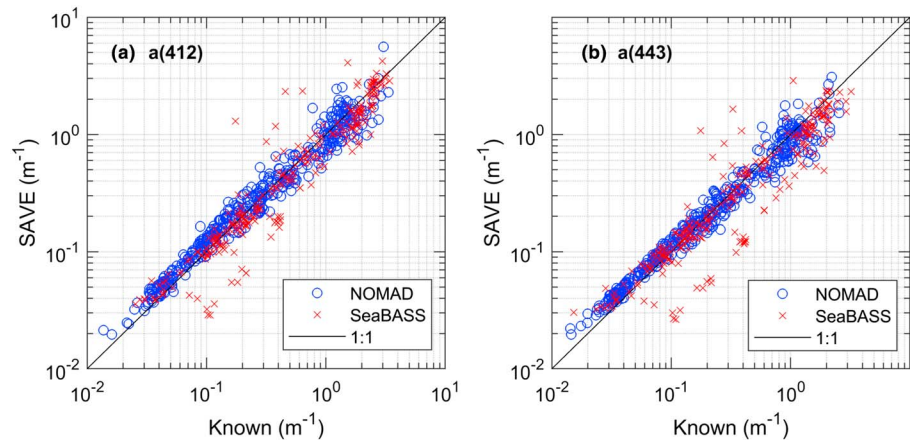 (a) a(412)
10^1
10^0
10^-1
10^-2
SAVE (m^-1)
NOMAD
SeaBASS
1:1
10^-2 10^-1 10^0 10^1
Known (m^-1)
(b) a(443)
10^1
10^0
10^-1
10^-2
SAVE (m^-1)
NOMAD
SeaBASS
1:1
10^-2 10^-1 10^0
Known (m^-1)